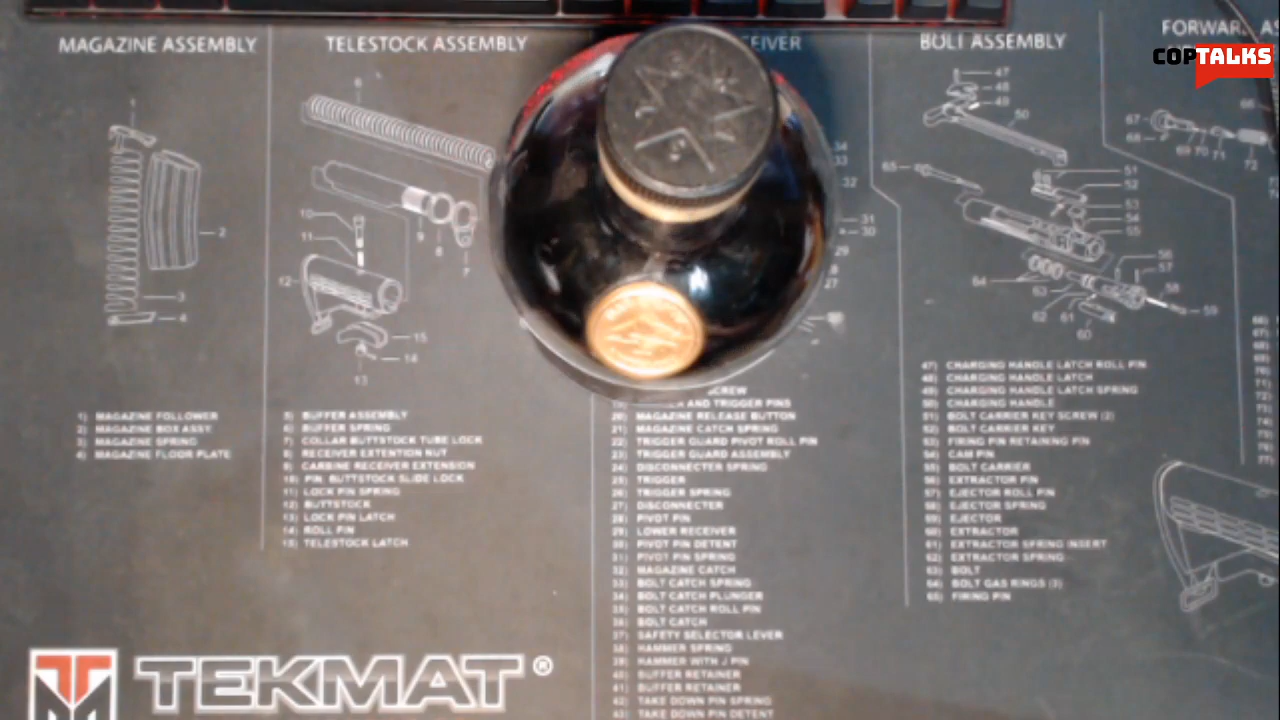 MAGAZINE ASSEMBLY
TELESTOCK ASSEMBLY
BOLT ASSEMBLY
COPTALKS
1) MAGAZINE FOLLOWER
2) MAGAZINE BOX ASSY
3) MAGAZINE SPRING
4) MAGAZINE FLOOR PLATE
5) BUFFER ASSEMBLY
6) BUFFER SPRING
7) COLLAR BUTTSTOCK TUBE LOCK
8) RECEIVER EXTENTION NUT
9) CARBINE RECEIVER EXTENSION
10) PIN, BUTTSTOCK SLIDE LOCK
11) LOCK PIN SPRING
12) BUTTSTOCK
13) LOCK PIN LATCH
14) ROLL PIN
15) TELESTOCK LATCH
SCREW
AND TRIGGER PINS
20) MAGAZINE RELEASE BUTTON
21) MAGAZINE CATCH SPRING
22) TRIGGER GUARD PIVOT ROLL PIN
23) TRIGGER GUARD ASSEMBLY
24) DISCONNECTER SPRING
25) TRIGGER
26) TRIGGER SPRING
27) DISCONNECTER
28) PIVOT PIN
29) LOWER RECEIVER
30) PIVOT PIN DETENT
31) PIVOT PIN SPRING
32) MAGAZINE CATCH
33) BOLT CATCH SPRING
34) BOLT CATCH PLUNGER
35) BOLT CATCH ROLL PIN
36) BOLT CATCH
37) SAFETY SELECTOR LEVER
38) HAMMER SPRING
39) HAMMER WITH J PIN
40) BUFFER RETAINER
41) BUFFER RETAINER
42) TAKE DOWN PIN SPRING
43) TAKE DOWN PIN DETENT
47) CHARGING HANDLE LATCH ROLL PIN
48) CHARGING HANDLE LATCH
49) CHARGING HANDLE LATCH SPRING
50) CHARGING HANDLE
51) BOLT CARRIER KEY SCREW (2)
52) BOLT CARRIER KEY
53) FIRING PIN RETAINING PIN
54) CAM PIN
55) BOLT CARRIER
56) EXTRACTOR PIN
57) EJECTOR ROLL PIN
58) EJECTOR SPRING
59) EJECTOR
60) EXTRACTOR
61) EXTRACTOR SPRING INSERT
62) EXTRACTOR SPRING
63) BOLT
64) BOLT GAS RINGS (3)
65) FIRING PIN
TEKMAT®